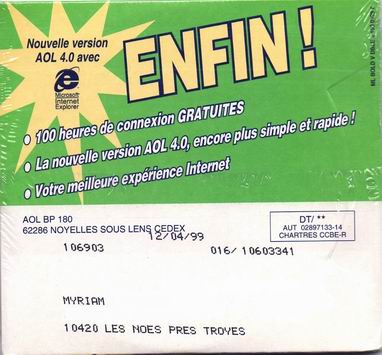 Nouvelle version
AOL 4.0 avec
Microsoft
Internet
Explorer
ENFIN !
• 100 heures de connexion GRATUITES
• La nouvelle version AOL 4.0, encore plus simple et rapide !
• Votre meilleure expérience Internet
AOL BP 180
62286 NOYELLES SOUS LENS CEDEX
DT/ **
AUT 02897133-14
CHARTRES CCBE-R
12/04/99
106903
016/ 10603341
MYRIAM
10420 LES NOES PRES TROYES